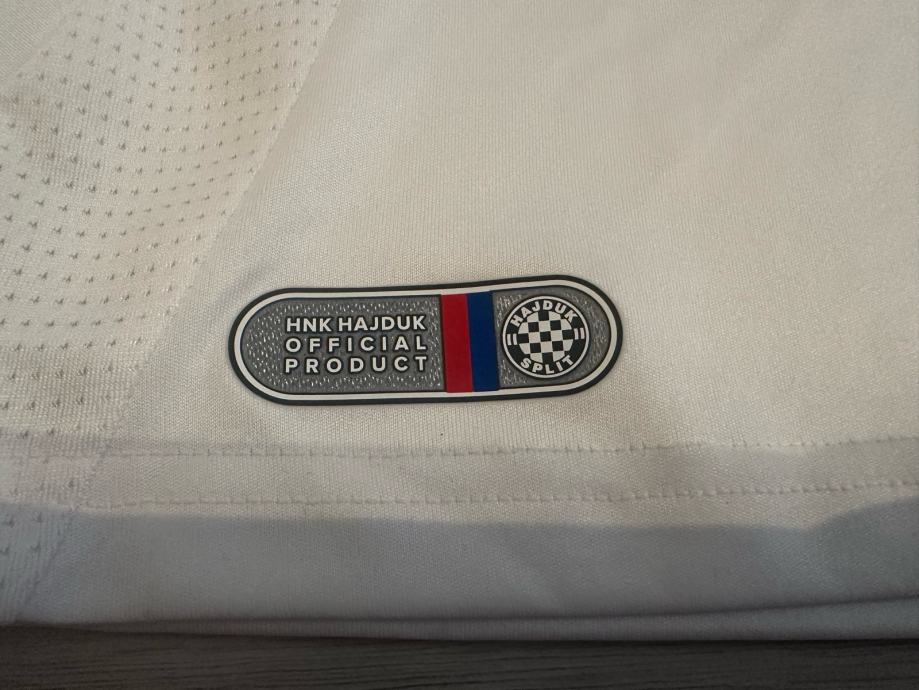 HNK HAJDUK
OFFICIAL
PRODUCT
HAJDUK
SPLIT